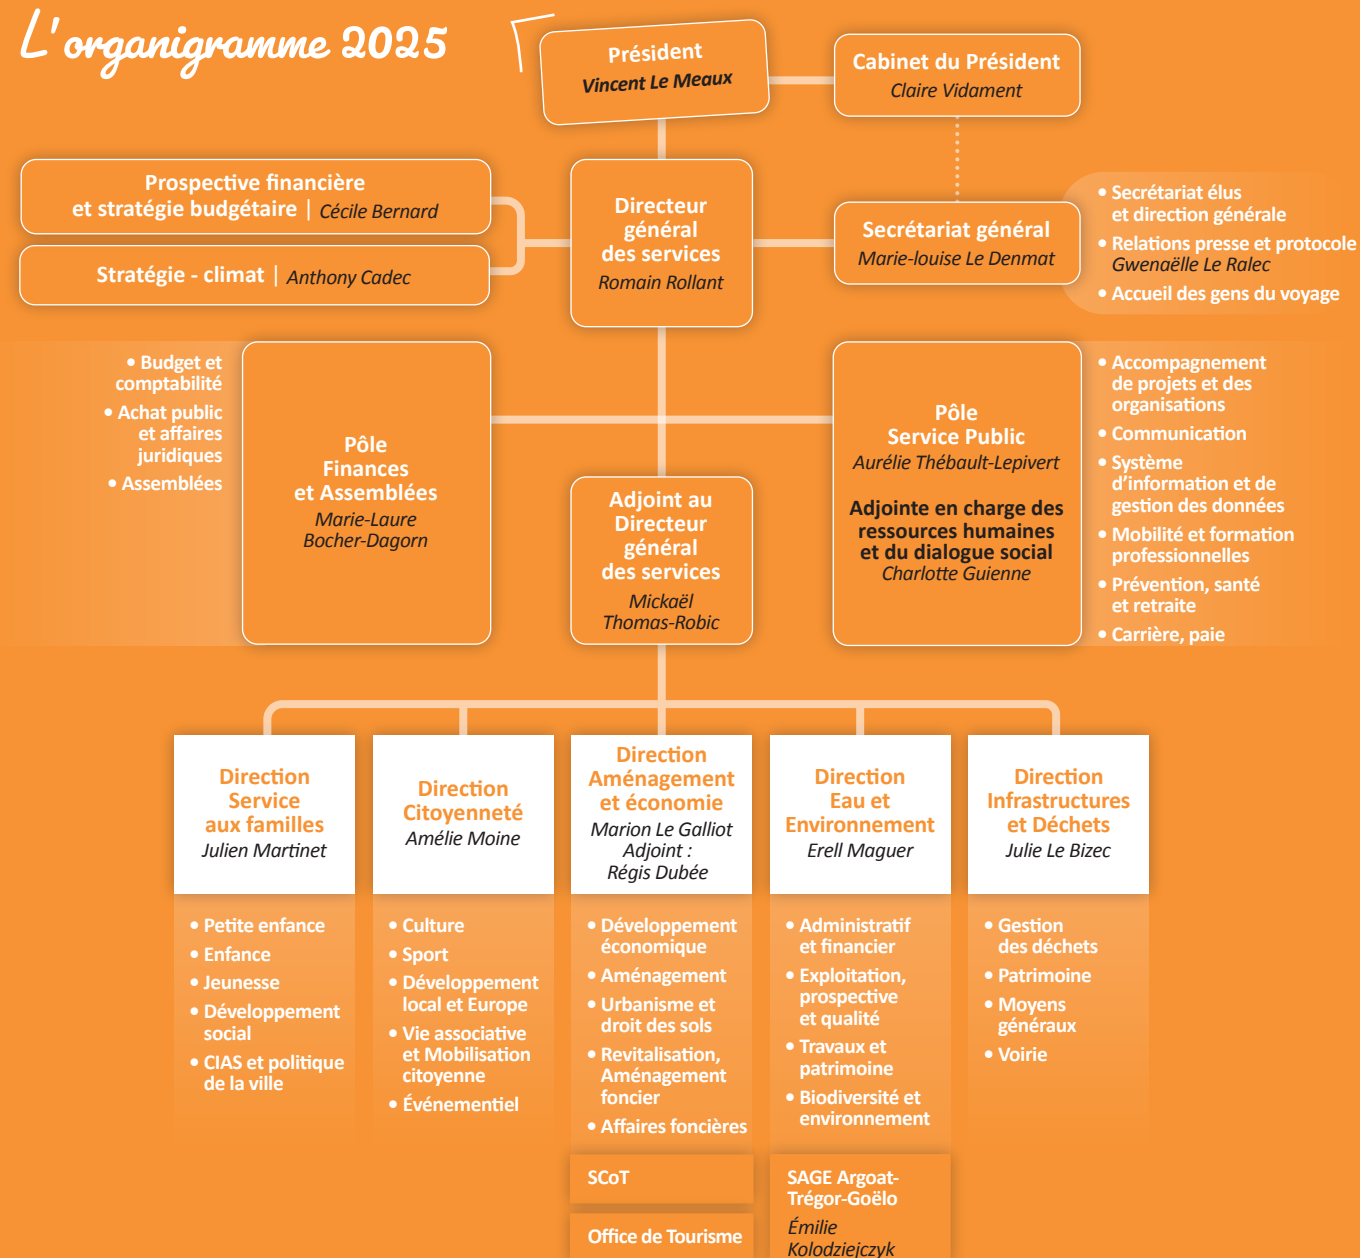 L'organigramme 2025
Président
Vincent Le Meaux
Cabinet du Président
Claire Vidament
Prospective financière
et stratégie budgétaire | Cécile Bernard
Stratégie - climat | Anthony Cadec
Directeur
général
des services
Romain Rollant
Secrétariat général
Marie-louise Le Denmat
• Secrétariat élus
et direction générale
• Relations presse et protocole
Gwenaëlle Le Ralec
• Accueil des gens du voyage
• Budget et
comptabilité
• Achat public
et affaires
juridiques
• Assemblées
Pôle
Finances
et Assemblées
Marie-Laure
Bocher-Dagorn
Adjoint au
Directeur
général
des services
Mickaël
Thomas-Robic
Pôle
Service Public
Aurélie Thébault-Lepivert
Adjointe en charge des
ressources humaines
et du dialogue social
Charlotte Guienne
• Accompagnement
de projets et des
organisations
• Communication
• Système
d'information et de
gestion des données
• Mobilité et formation
professionnelles
• Prévention, santé
et retraite
• Carrière, paie
Direction
Service
aux familles
Julien Martinet
• Petite enfance
• Enfance
• Jeunesse
• Développement
social
• CIAS et politique
de la ville
Direction
Citoyenneté
Amélie Moine
• Culture
• Sport
• Développement
local et Europe
• Vie associative
et Mobilisation
citoyenne
• Événementiel
Direction
Aménagement
et économie
Marion Le Galliot
Adjoint :
Régis Dubée
• Développement
économique
• Aménagement
• Urbanisme et
droit des sols
• Revitalisation,
Aménagement
foncier
• Affaires foncières
SCoT
Office de Tourisme
Direction
Eau et
Environnement
Erell Maguer
• Administratif
et financier
• Exploitation,
prospective
et qualité
• Travaux et
patrimoine
• Biodiversité et
environnement
SAGE Argoat-
Trégor-Goëlo
Émilie
Kolodziejczyk
Direction
Infrastructures
et Déchets
Julie Le Bizec
• Gestion
des déchets
• Patrimoine
• Moyens
généraux
• Voirie